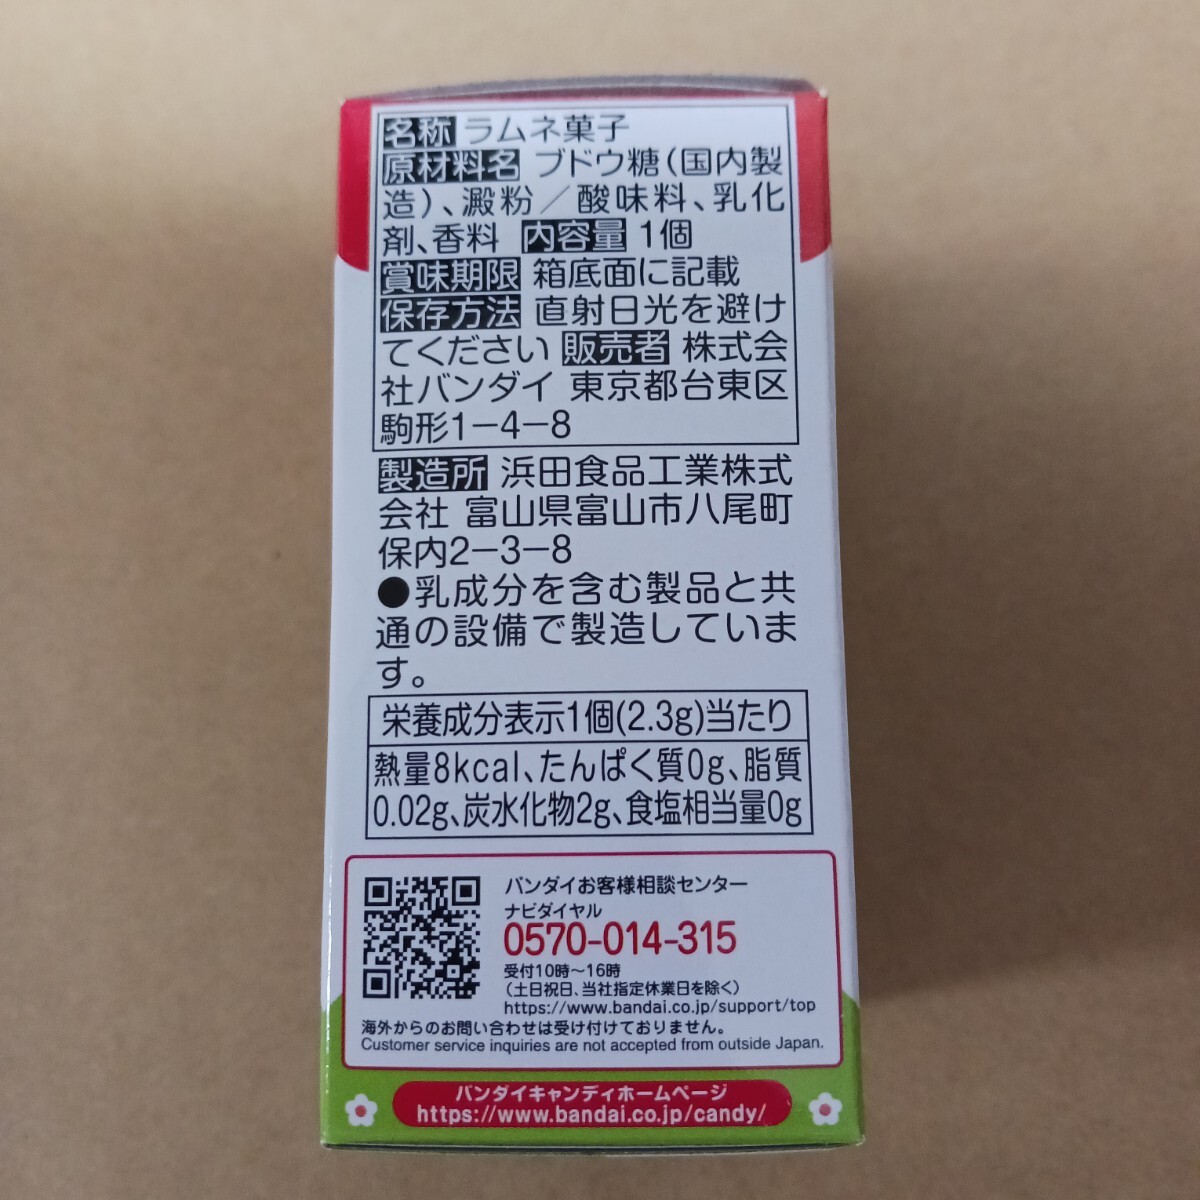 名称 ラムネ菓子
原材料名 ブドウ糖(国内製
造)、澱粉/酸味料、乳化
剤、香料 内容量 1個
賞味期限 箱底面に記載
保存方法 直射日光を避け
てください 販売者 株式会
社バンダイ 東京都台東区
駒形1−4−8
製造所 浜田食品工業株式
会社 富山県富山市八尾町
保内2−3−8
●乳成分を含む製品と共
通の設備で製造していま
す。
栄養成分表示1個(2.3g)当たり
熱量8kcal、たんぱく質0g、脂質
0.02g、炭水化物2g、食塩相当量0g
バンダイお客様相談センター
ナビダイヤル
0570-014-315
受付10時~16時
(土日祝日、当社指定休業日を除く)
https://www.bandai.co.jp/support/top
海外からのお問い合わせは受け付けておりません。
Customer service inquiries are not accepted from outside Japan.
バンダイキャンディホームページ
https://www.bandai.co.jp/candy/